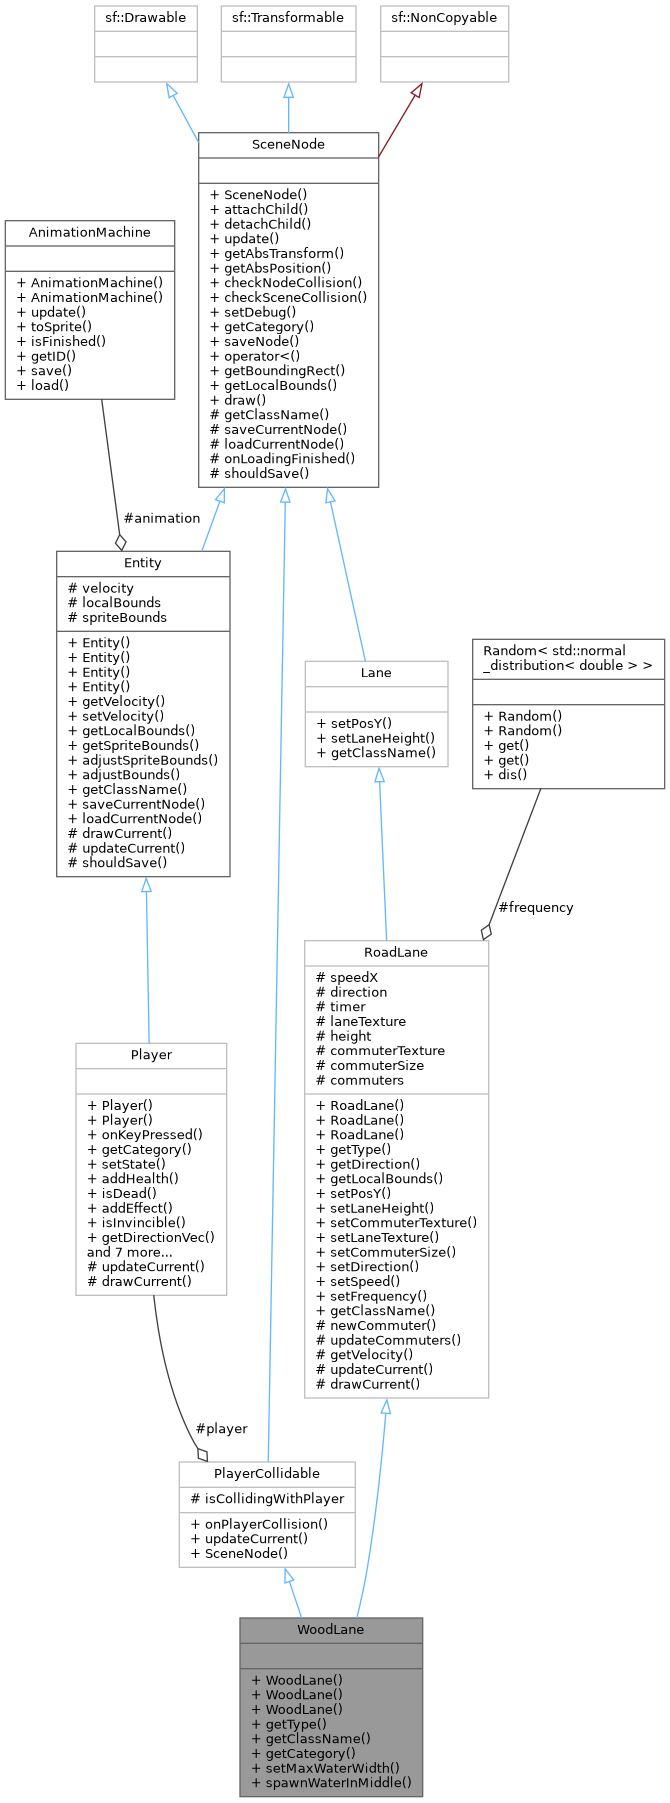 sf::Drawable
sf::Transformable
sf::NonCopyable
SceneNode
+ SceneNode()
+ attachChild()
+ detachChild()
+ update()
+ getAbsTransform()
+ getAbsPosition()
+ checkNodeCollision()
+ checkSceneCollision()
+ setDebug()
+ getCategory()
+ saveNode()
+ operator<()
+ getBoundingRect()
+ getLocalBounds()
+ draw()
# getClassName()
# saveCurrentNode()
# loadCurrentNode()
# onLoadingFinished()
# shouldSave()
AnimationMachine
+ AnimationMachine()
+ AnimationMachine()
+ update()
+ toSprite()
+ isFinished()
+ getID()
+ save()
+ load()
#animation
Entity
# velocity
# localBounds
# spriteBounds
+ Entity()
+ Entity()
+ Entity()
+ Entity()
+ getVelocity()
+ setVelocity()
+ getLocalBounds()
+ getSpriteBounds()
+ adjustSpriteBounds()
+ adjustBounds()
+ getClassName()
+ saveCurrentNode()
+ loadCurrentNode()
# drawCurrent()
# updateCurrent()
# shouldSave()
Lane
+ setPosY()
+ setLaneHeight()
+ getClassName()
Random< std::normal
_distribution< double > >
+ Random()
+ Random()
+ get()
+ get()
+ dis()
#frequency
RoadLane
# speedX
# direction
# timer
# laneTexture
# height
# commuterTexture
# commuterSize
# commuters
+ RoadLane()
+ RoadLane()
+ RoadLane()
+ getType()
+ getDirection()
+ getLocalBounds()
+ setPosY()
+ setLaneHeight()
+ setCommuterTexture()
+ setLaneTexture()
+ setCommuterSize()
+ setDirection()
+ setSpeed()
+ setFrequency()
+ getClassName()
# newCommuter()
# updateCommuters()
# getVelocity()
# updateCurrent()
# drawCurrent()
Player
+ Player()
+ Player()
+ onKeyPressed()
+ getCategory()
+ setState()
+ addHealth()
+ isDead()
+ addEffect()
+ isInvincible()
+ getDirectionVec()
and 7 more...
# updateCurrent()
# drawCurrent()
#player
PlayerCollidable
# isCollidingWithPlayer
+ onPlayerCollision()
+ updateCurrent()
+ SceneNode()
WoodLane
+ WoodLane()
+ WoodLane()
+ WoodLane()
+ getType()
+ getClassName()
+ getCategory()
+ setMaxWaterWidth()
+ spawnWaterInMiddle()